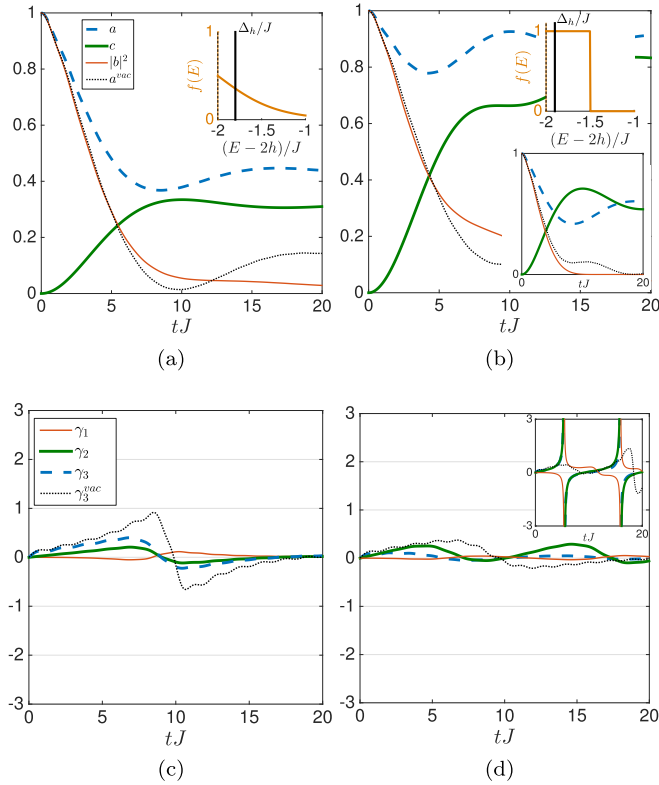 1
0.8
0.6
0.4
0.2
0
0 5 10 15 20
tJ
a
c
|b|²
a^{vac}
Δ_h/J
f(E)
1
0
-2 -1.5 -1
(E − 2h)/J
(a)
1
0.8
0.6
0.4
0.2
0
0 5 10 15 20
tJ
Δ_h/J
f(E)
1
0
-2 -1.5 -1
(E − 2h)/J
1
0
0 20
tJ
(b)
3
2
1
0
-1
-2
-3
0 5 10 15 20
tJ
γ₁
γ₂
γ₃
γ₃^{vac}
(c)
3
2
1
0
-1
-2
-3
0 5 10 15 20
tJ
3
0
-3
0 20
tJ
(d)